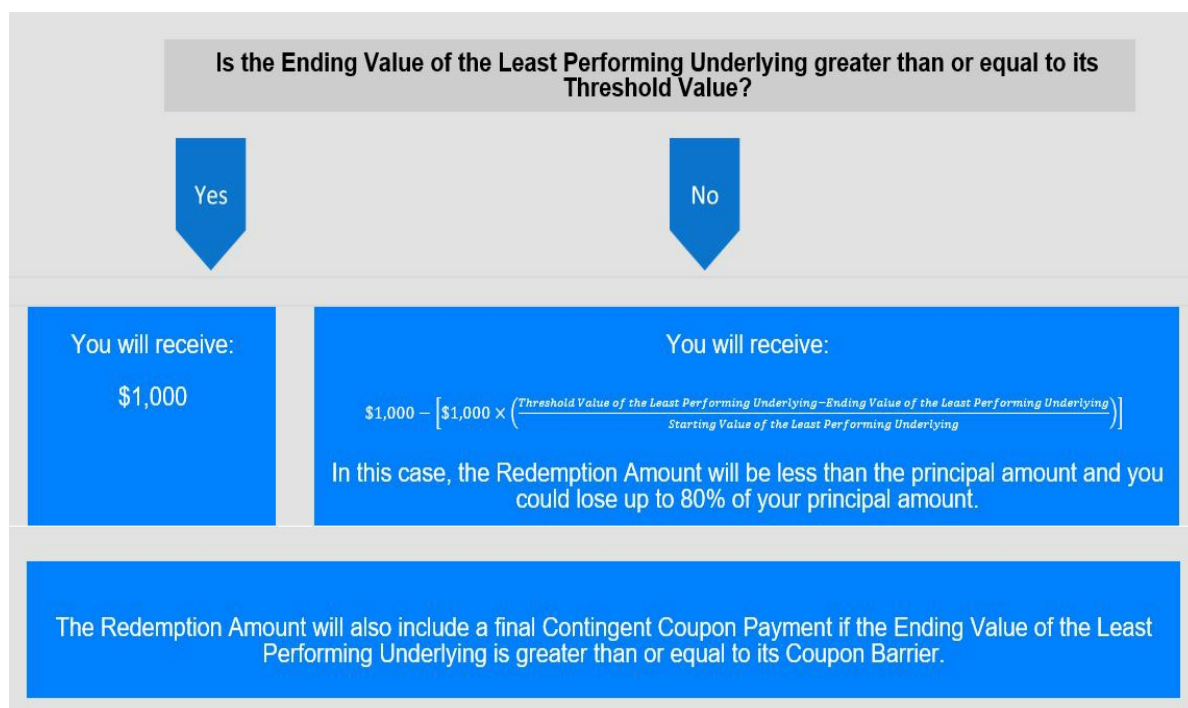 Is the Ending Value of the Least Performing Underlying greater than or equal to its
Threshold Value?
Yes
No
You will receive:
$1,000
You will receive:
$1,000 − [$1,000 × (Threshold Value of the Least Performing Underlying−Ending Value of the Least Performing Underlying
Starting Value of the Least Performing Underlying)]
In this case, the Redemption Amount will be less than the principal amount and you
could lose up to 80% of your principal amount.
The Redemption Amount will also include a final Contingent Coupon Payment if the Ending Value of the Least
Performing Underlying is greater than or equal to its Coupon Barrier.